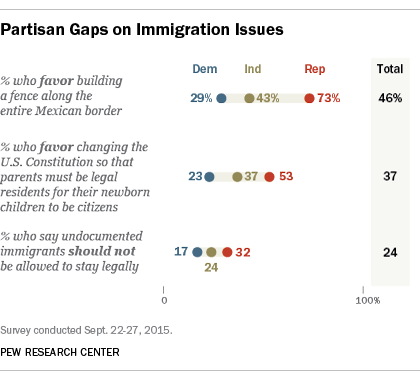 Partisan Gaps on Immigration Issues
Dem Ind Rep Total
% who favor building
a fence along the
entire Mexican border
29% 43% 73% 46%
% who favor changing the
U.S. Constitution so that
parents must be legal
residents for their newborn
children to be citizens
23 37 53 37
% who say undocumented
immigrants should not
be allowed to stay legally
17 24 32 24
0 100%
Survey conducted Sept. 22-27, 2015.
PEW RESEARCH CENTER